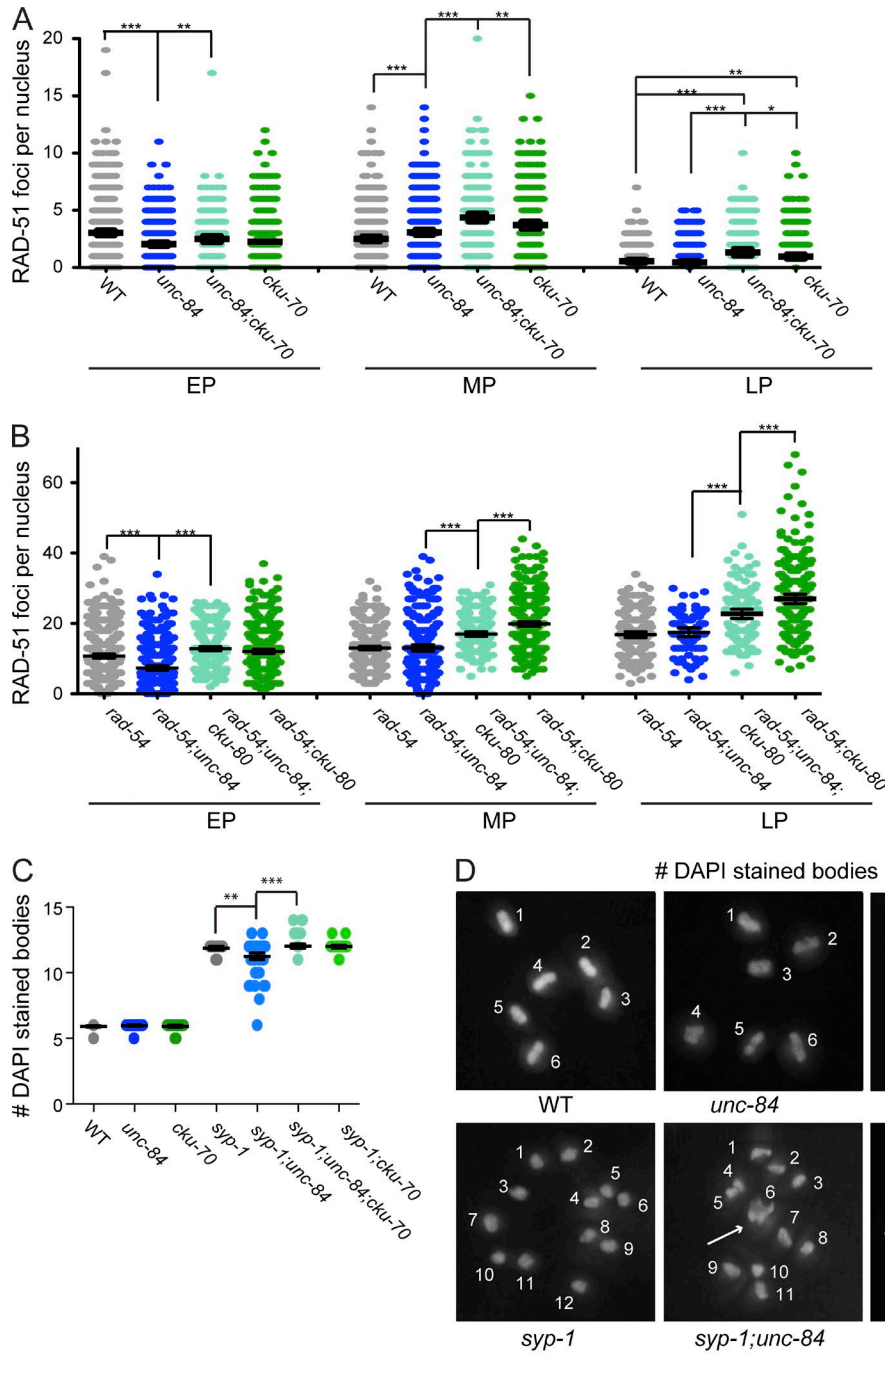 A
RAD-51 foci per nucleus
20
15
10
5
0
*** **
*** *** **
** *** *** *
WT unc-84 unc-84;cku-70 cku-70
WT unc-84 unc-84;cku-70 cku-70
WT unc-84 unc-84;cku-70 cku-70
EP MP LP
B
RAD-51 foci per nucleus
60
40
20
0
*** ***
*** ***
*** ***
rad-54 rad-54;unc-84 rad-54;unc-84; cku-80 rad-54;cku-80
rad-54 rad-54;unc-84 rad-54;unc-84; cku-80 rad-54;cku-80
rad-54 rad-54;unc-84 rad-54;unc-84; cku-80 rad-54;cku-80
EP MP LP
C
# DAPI stained bodies
15
10
5
0
** ***
WT unc-84 cku-70 syp-1 syp-1;unc-84 syp-1;unc-84;cku-70 syp-1;cku-70
D
# DAPI stained bodies
1 2 3 4 5 6
WT
1 2 3 4 5 6
unc-84
1 2 3 4 5 6 7 8 9 10 11 12
syp-1
1 2 3 4 5 6 7 8 9 10 11
syp-1;unc-84